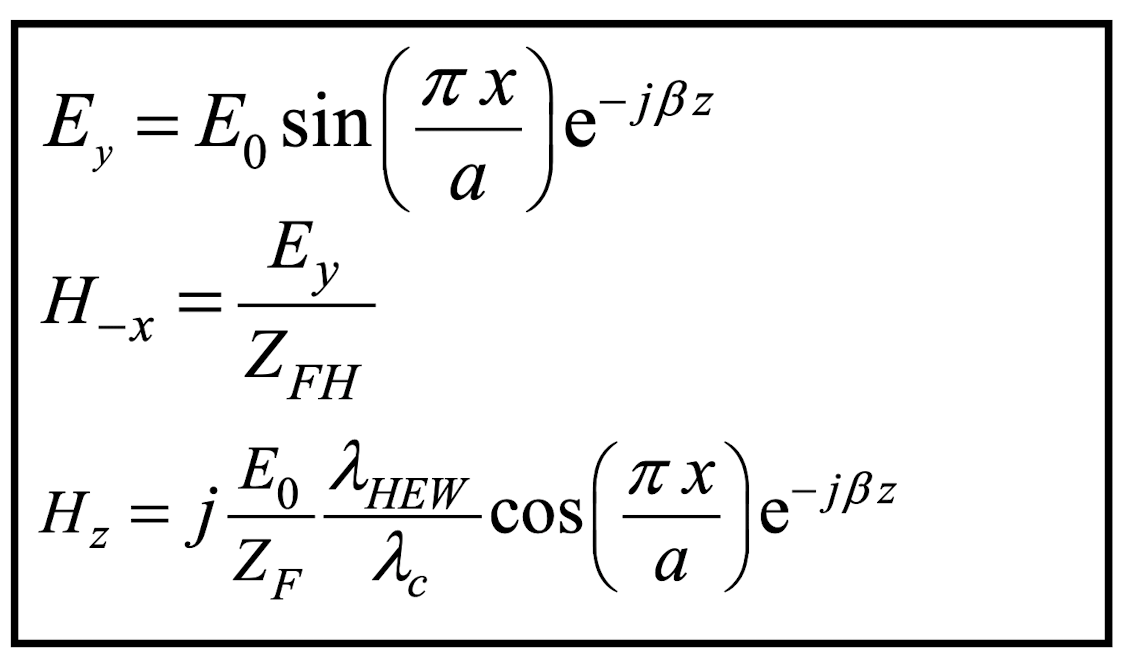 E_y = E_0 sin(πx/a) e^{-jβz}
H_{-x} = E_y/Z_{FH}
H_z = j E_0/Z_F λ_{HEW}/λ_c cos(πx/a) e^{-jβz}